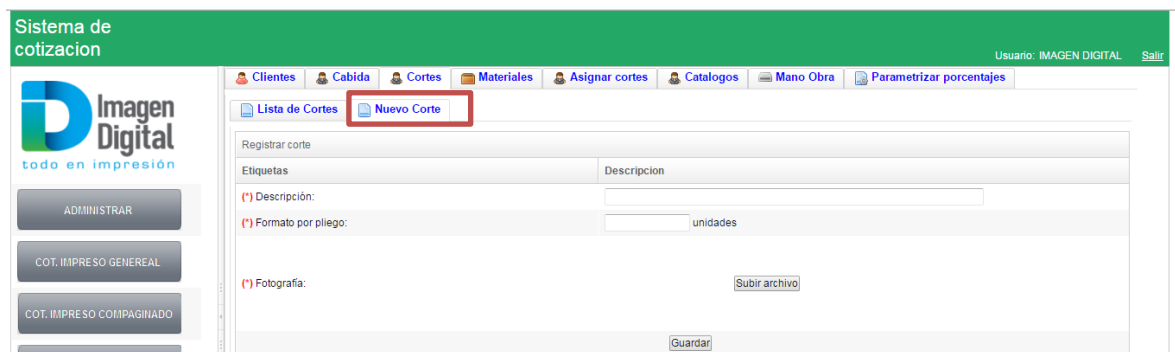 Sistema de
cotizacion
Usuario: IMAGEN DIGITAL Salir
Imagen
Digital
todo en impresión
ADMINISTRAR
COT. IMPRESO GENEREAL
COT. IMPRESO COMPAGINADO
Clientes Cabida Cortes Materiales Asignar cortes Catalogos Mano Obra Parametrizar porcentajes
Lista de Cortes Nuevo Corte
Registrar corte
Etiquetas Descripcion
(*) Descripción:
(*) Formato por pliego: unidades
(*) Fotografía: Subir archivo
Guardar